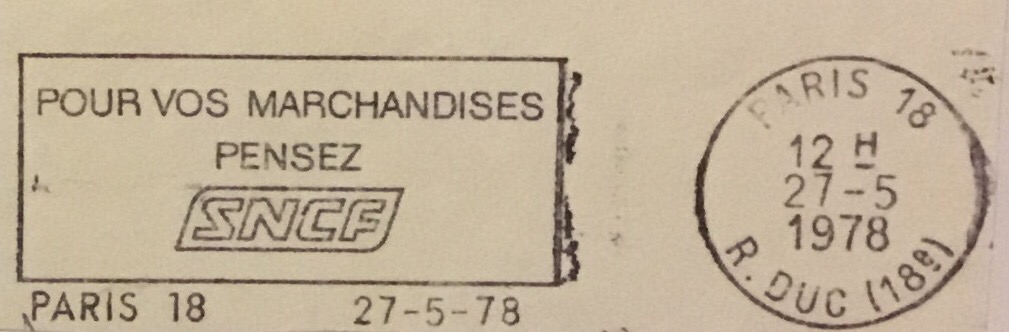 POUR VOS MARCHANDISES
PENSEZ
SNCF
PARIS 18 27-5-78
PARIS 18
12 H
27-5
1978
R. DUC (18e)